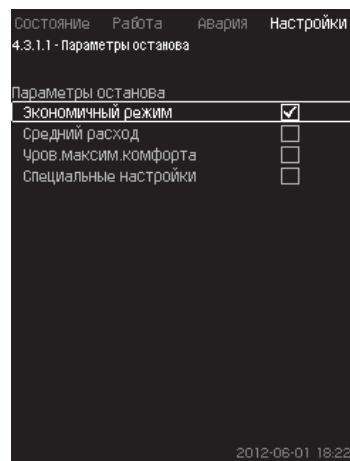 Состояние Работа Авария Настройки
4.3.1.1 - Параметры останова
Параметры останова
Экономичный режим
Средний расход
Уров.максим.комфорта
Специальные настройки
2012-06-01 18:22